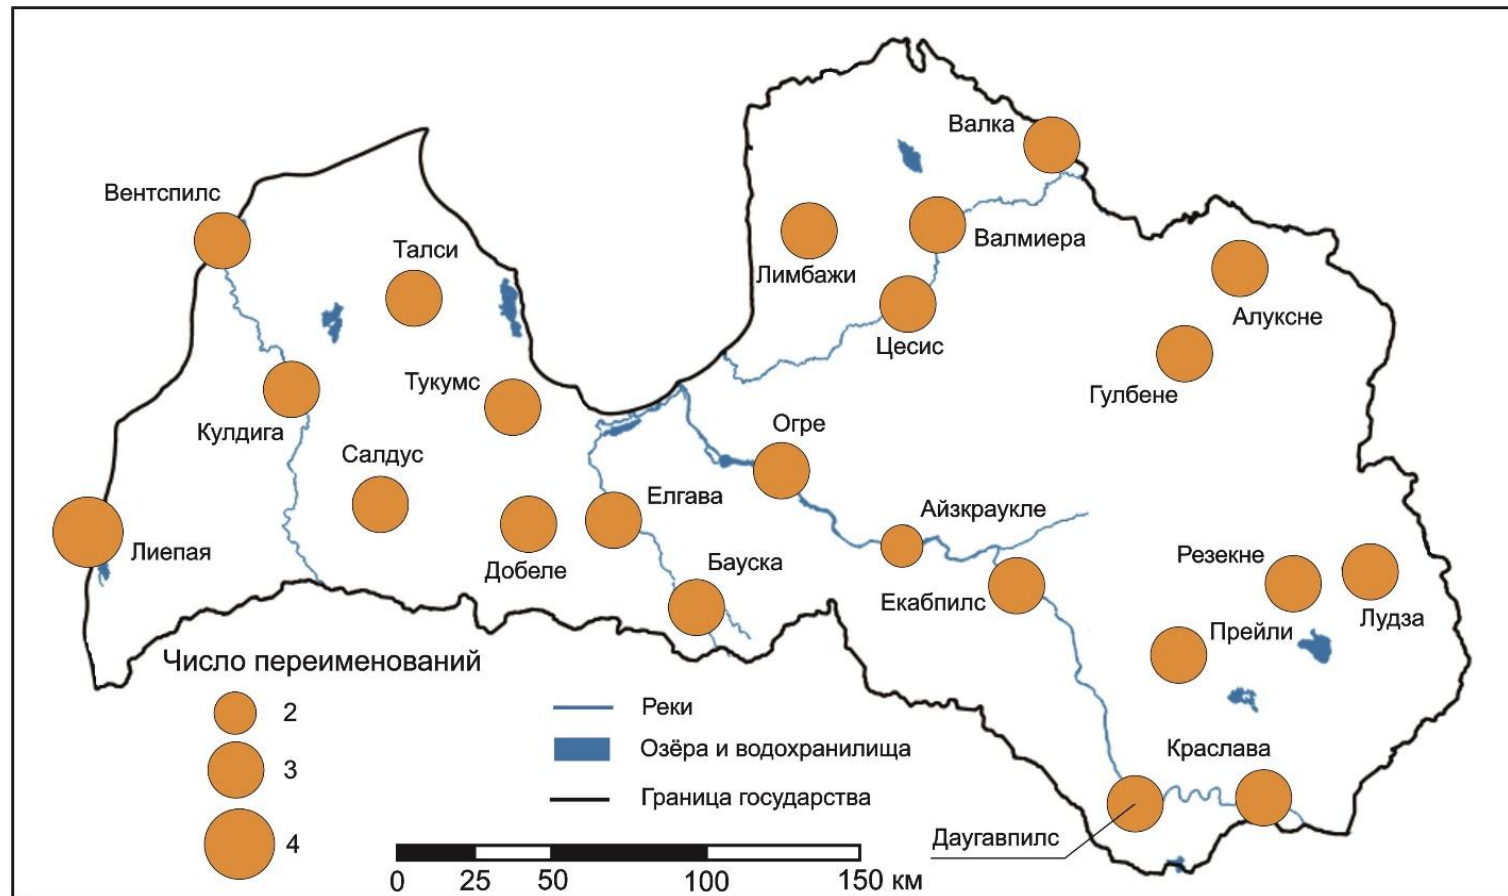 Валка
Вентспилс
Талси
Валмиера
Лимбажи
Алуксне
Цесис
Тукумс
Гулбене
Кулдига
Огре
Салдус
Елгава
Айзкраукле
Лиепая
Добеле
Бауска
Резекне
Екабпилс
Лудза
Прейли
Число переименований
2
3
4
Реки
Озёра и водохранилища
Граница государства
Краслава
Даугавпилс
0 25 50 100 150 км